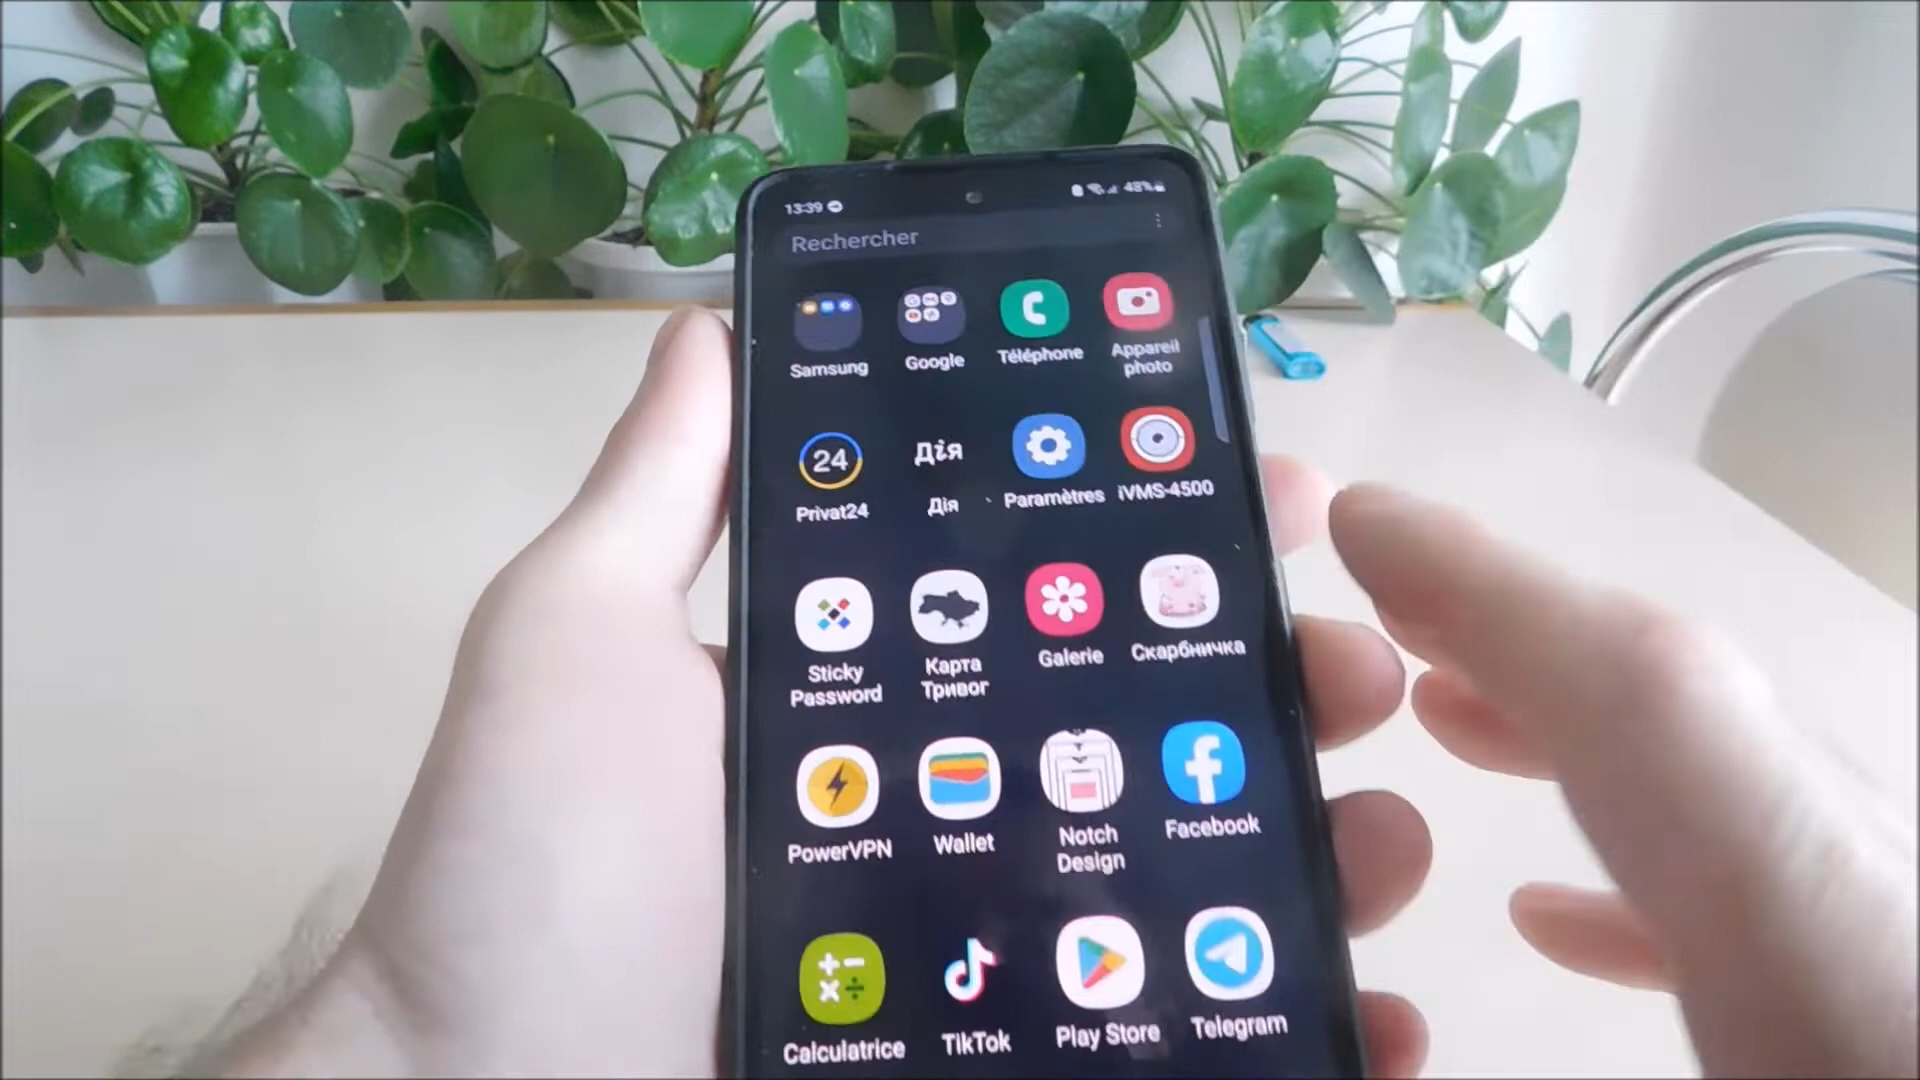 13:39
48%
Rechercher
Samsung
Google
Téléphone
Appareil
photo
24
Дія
Privat24
Дія
Paramètres
iVMS-4500
Sticky
Password
Карта
Тривог
Galerie
Скарбничка
PowerVPN
Wallet
Notch
Design
Facebook
Calculatrice
TikTok
Play Store
Telegram